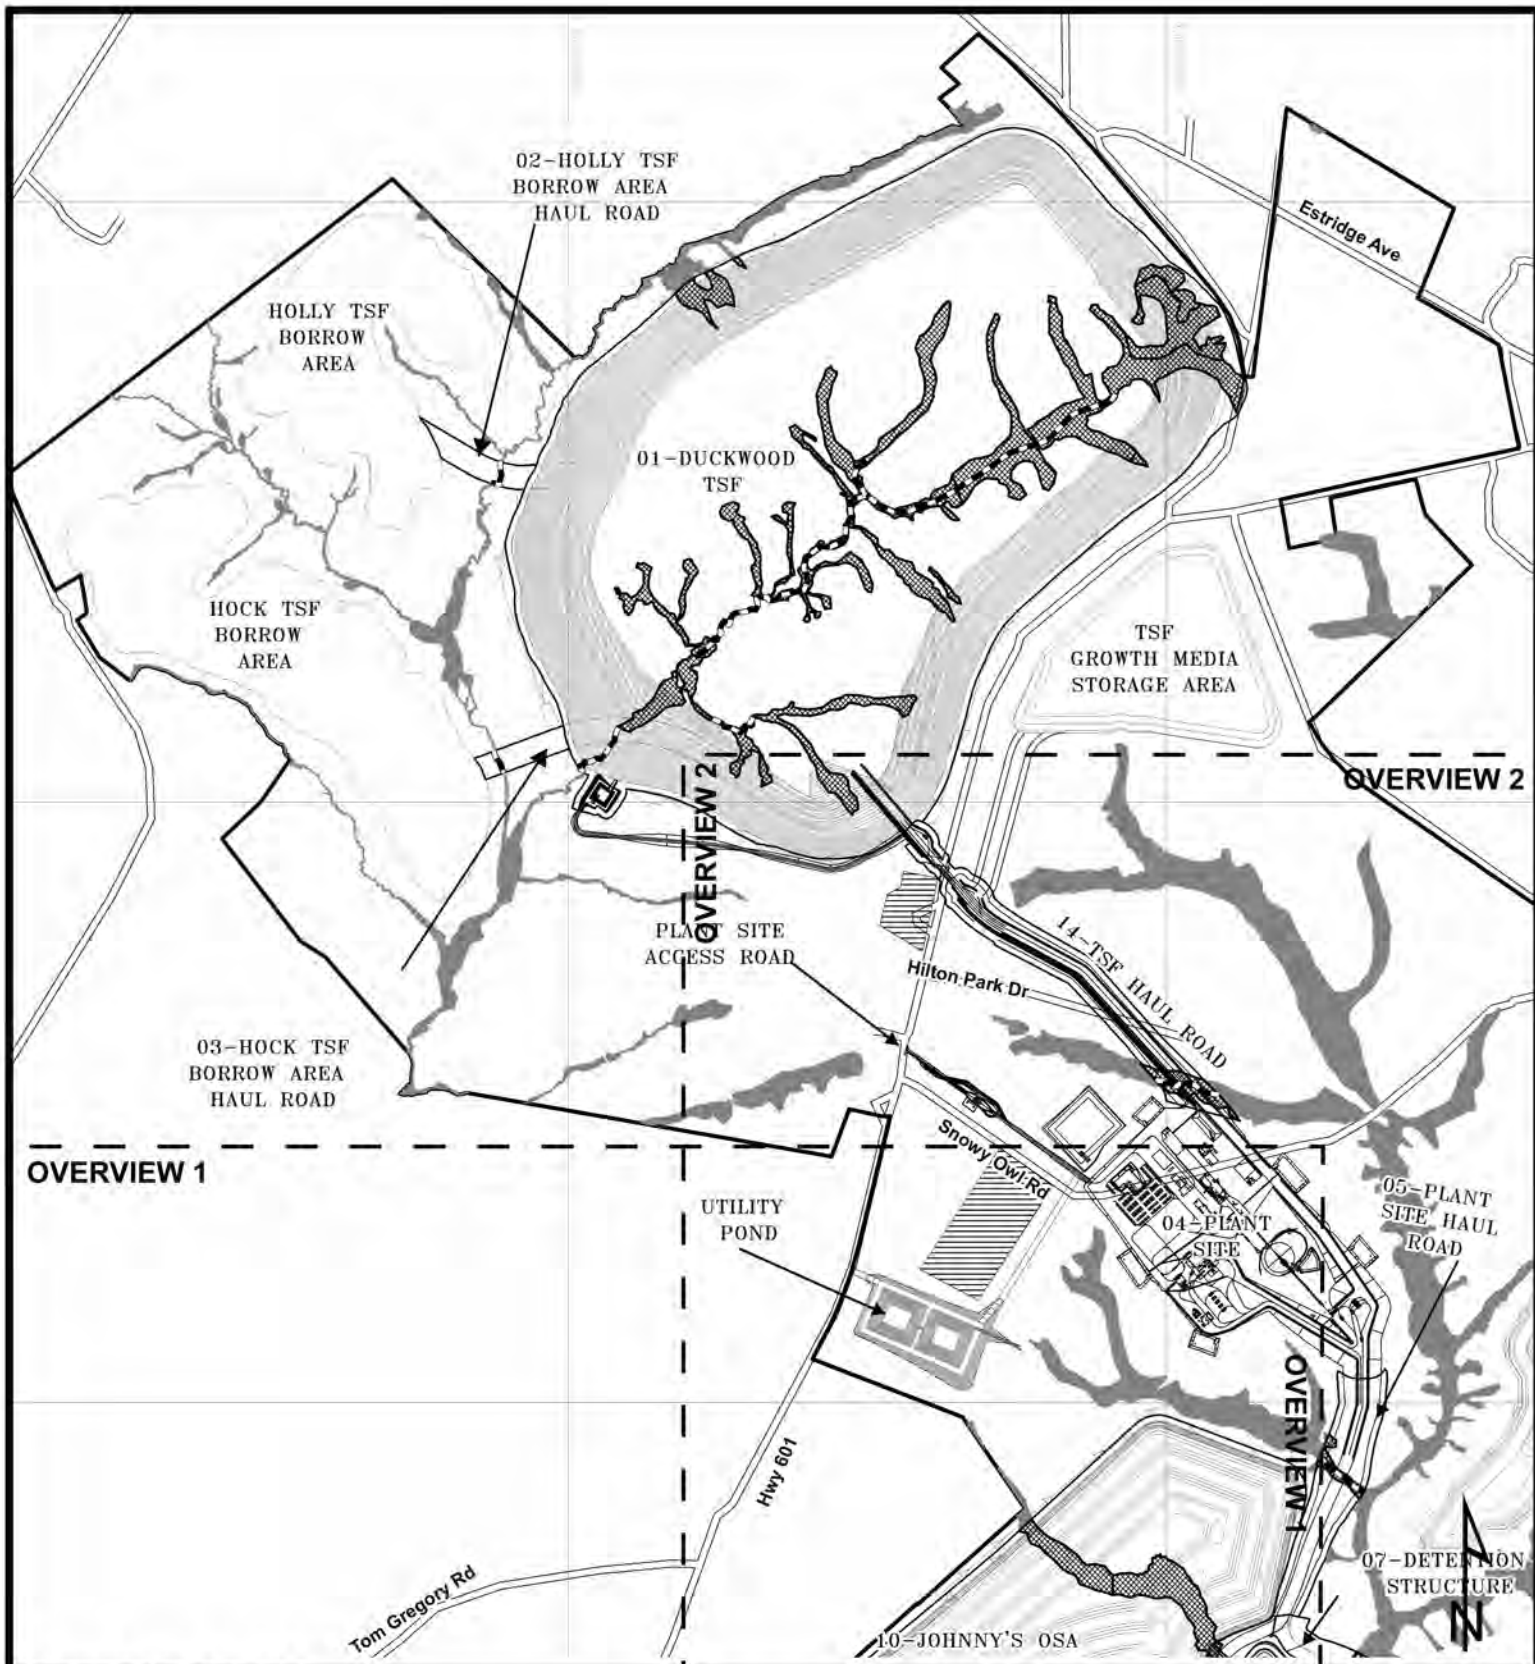 02-HOLLY TSF
BORROW AREA
HAUL ROAD
Estridge Ave
HOLLY TSF
BORROW
AREA
01-DUCKWOOD
TSF
HOCK TSF
BORROW
AREA
TSF
GROWTH MEDIA
STORAGE AREA
OVERVIEW 2
OVERVIEW 2
PLANT SITE
ACCESS ROAD
14-TSF HAUL ROAD
Hilton Park Dr
03-HOCK TSF
BORROW AREA
HAUL ROAD
OVERVIEW 1
Snowy Owl Rd
UTILITY
POND
04-PLANT
SITE
05-PLANT
SITE HAUL
ROAD
OVERVIEW 1
Hwy 601
Tom Gregory Rd
07-DETENTION
STRUCTURE
N
10-JOHNNY'S OSA